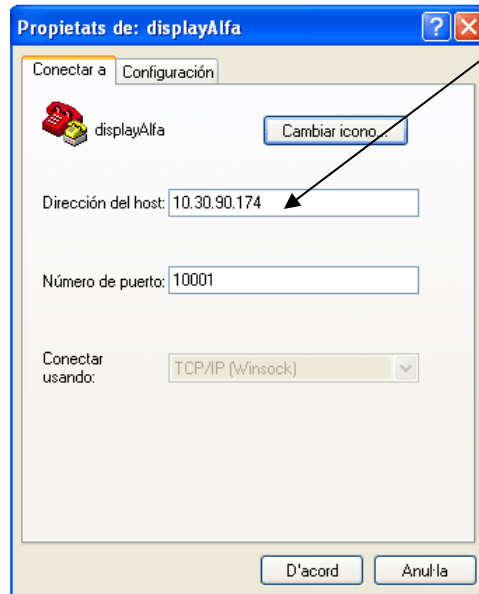 Propietats de: displayAlfa
Conectar a Configuración
displayAlfa Cambiar icono...
Dirección del host: 10.30.90.174
Número de puerto: 10001
Conectar
usando: TCP/IP (Winsock)
D'acord Anul·la